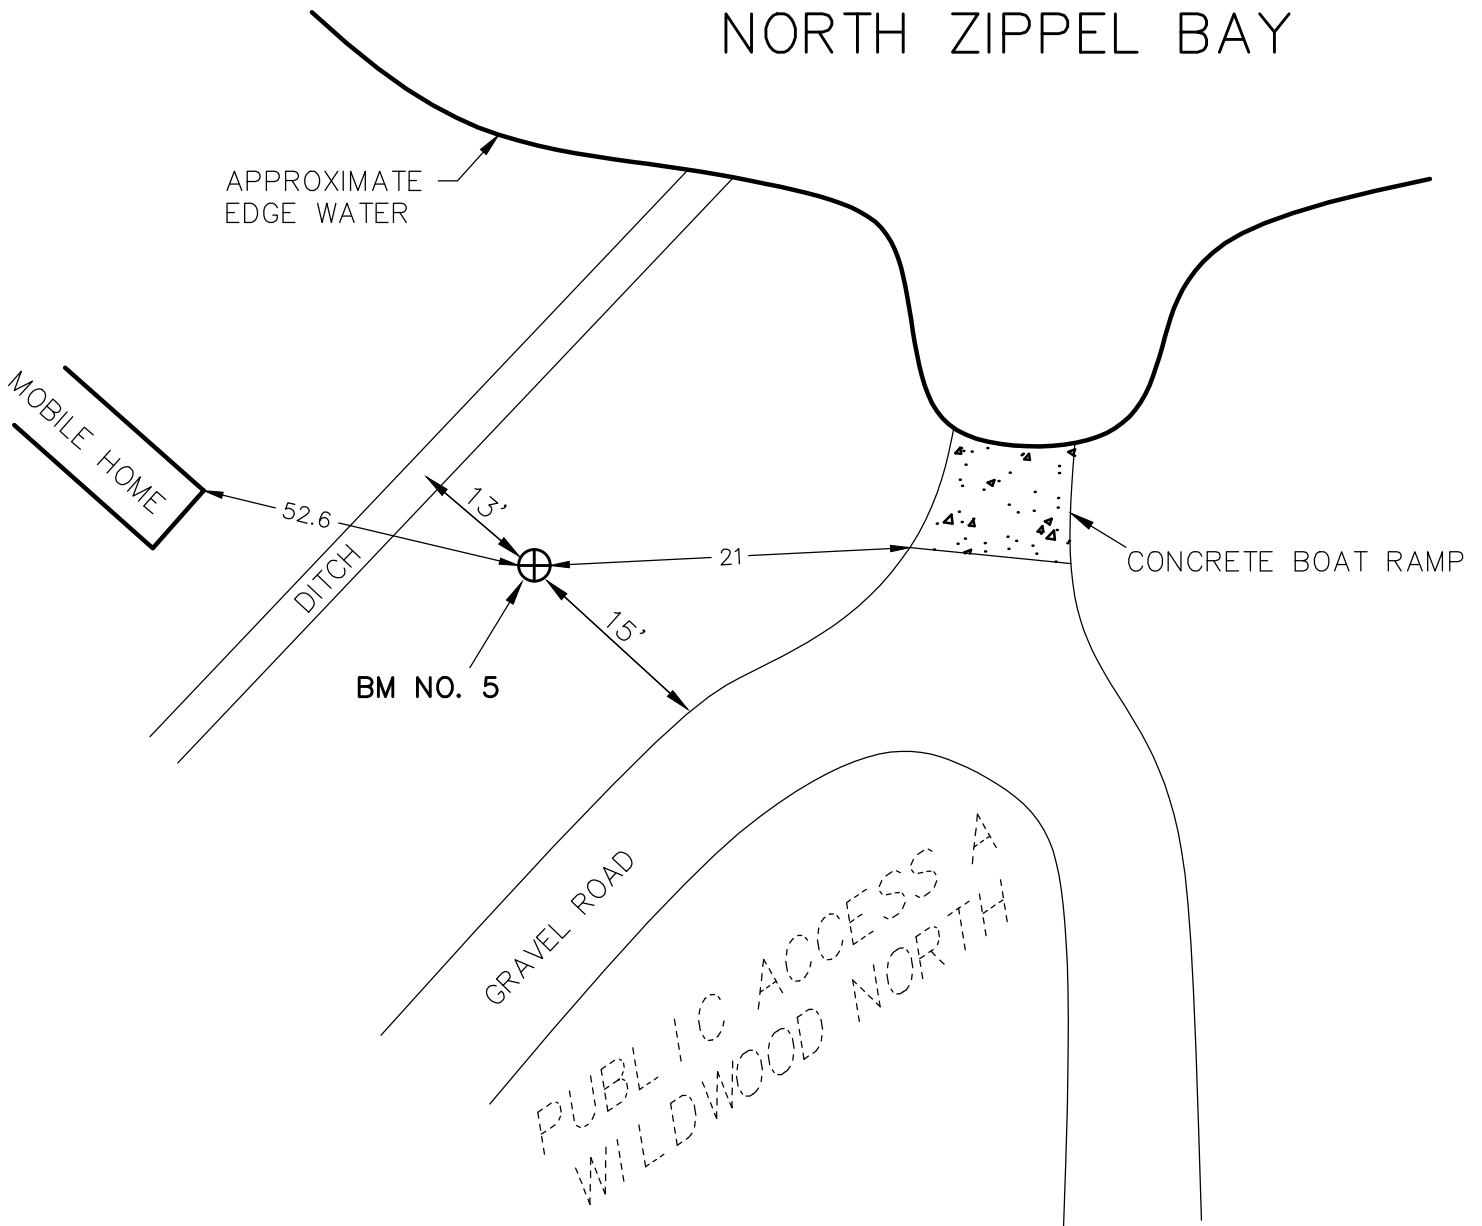 NORTH ZIPPEL BAY
APPROXIMATE
EDGE WATER
MOBILE HOME
52.6
13'
21
CONCRETE BOAT RAMP
DITCH
15'
BM NO. 5
GRAVEL ROAD
PUBLIC ACCESS A
WILDWOOD NORTH